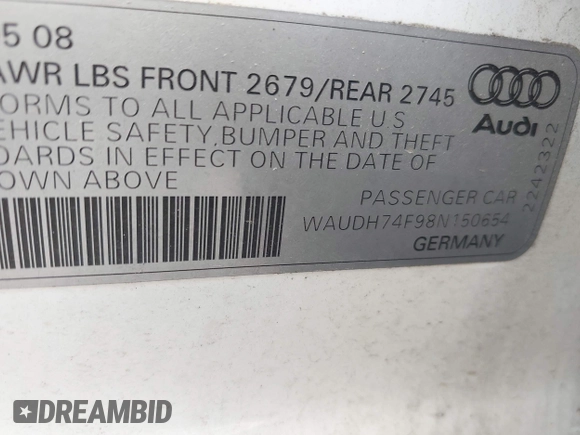 5 08
AWR LBS FRONT 2679/REAR 2745
ORMS TO ALL APPLICABLE U.S
EHICLE SAFETY, BUMPER AND THEFT
DARDS IN EFFECT ON THE DATE OF
OWN ABOVE
Audi
2242322
PASSENGER CAR
WAUDH74F98N150654
GERMANY
DREAMBID